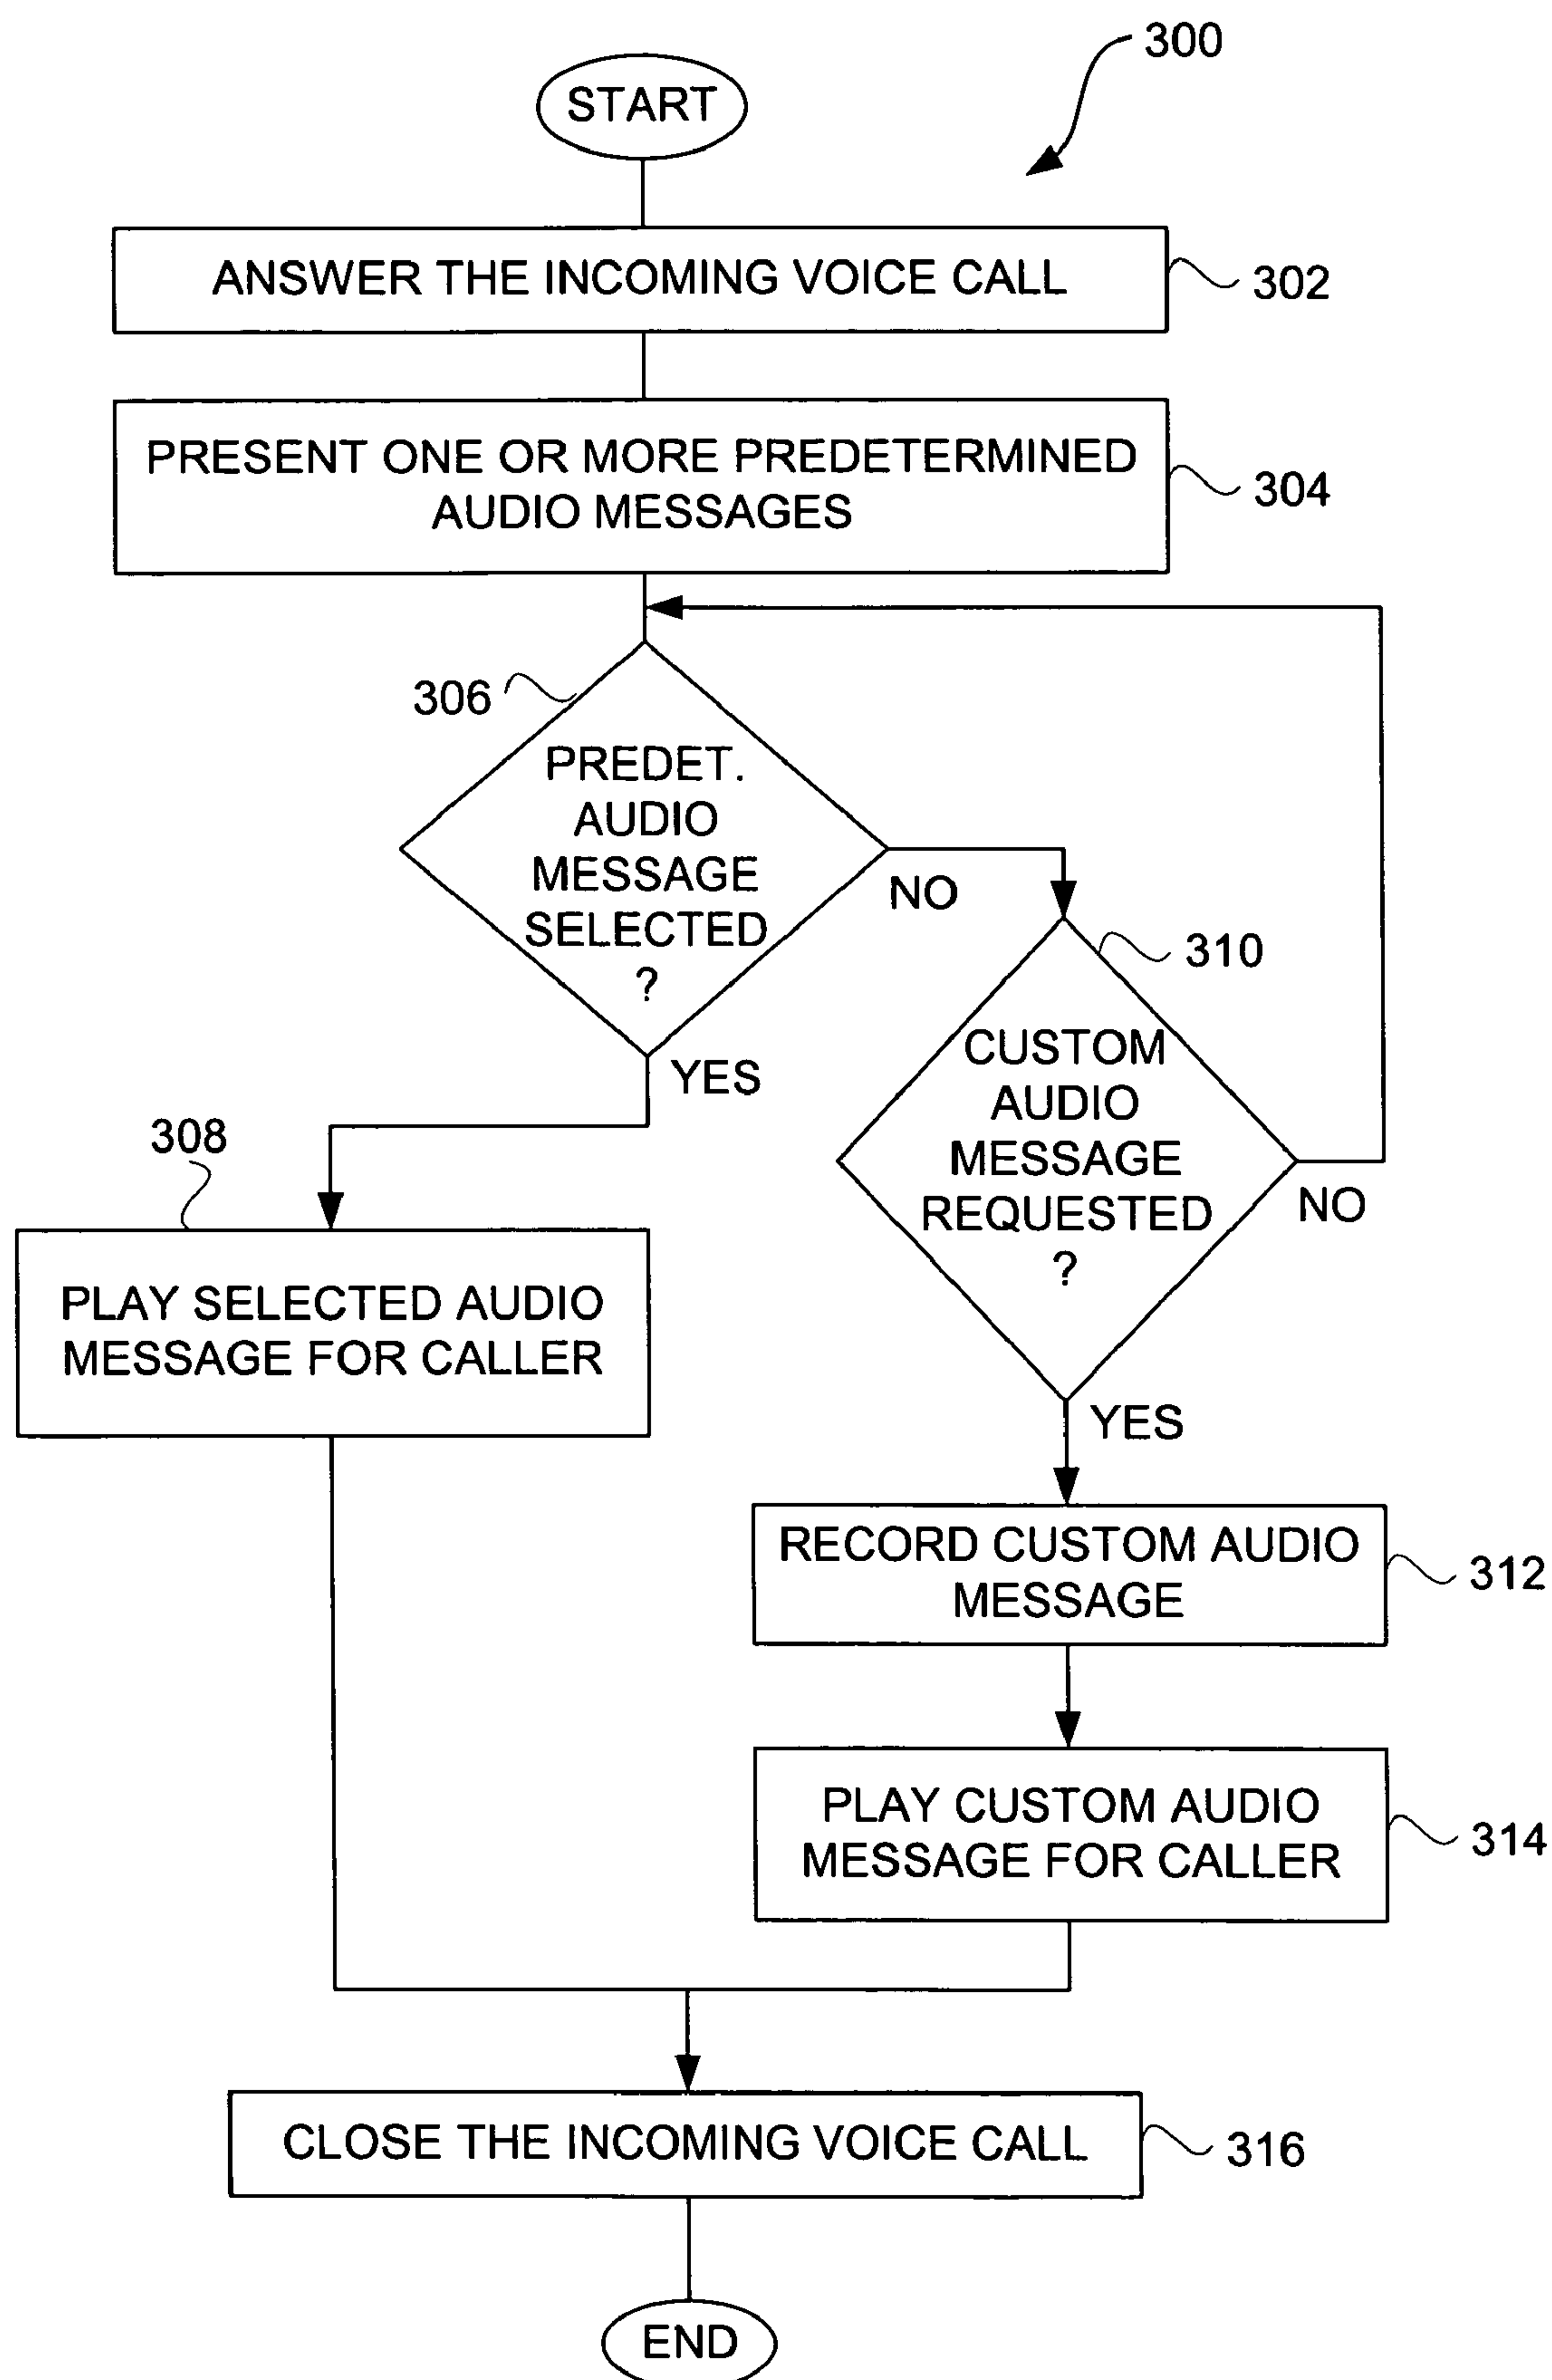 300
START
ANSWER THE INCOMING VOICE CALL
302
PRESENT ONE OR MORE PREDETERMINED
AUDIO MESSAGES
304
306
PREDET.
AUDIO
MESSAGE
SELECTED
?
NO
YES
310
CUSTOM
AUDIO
MESSAGE
REQUESTED
?
NO
YES
308
PLAY SELECTED AUDIO
MESSAGE FOR CALLER
RECORD CUSTOM AUDIO
MESSAGE
312
PLAY CUSTOM AUDIO
MESSAGE FOR CALLER
314
CLOSE THE INCOMING VOICE CALL
316
END